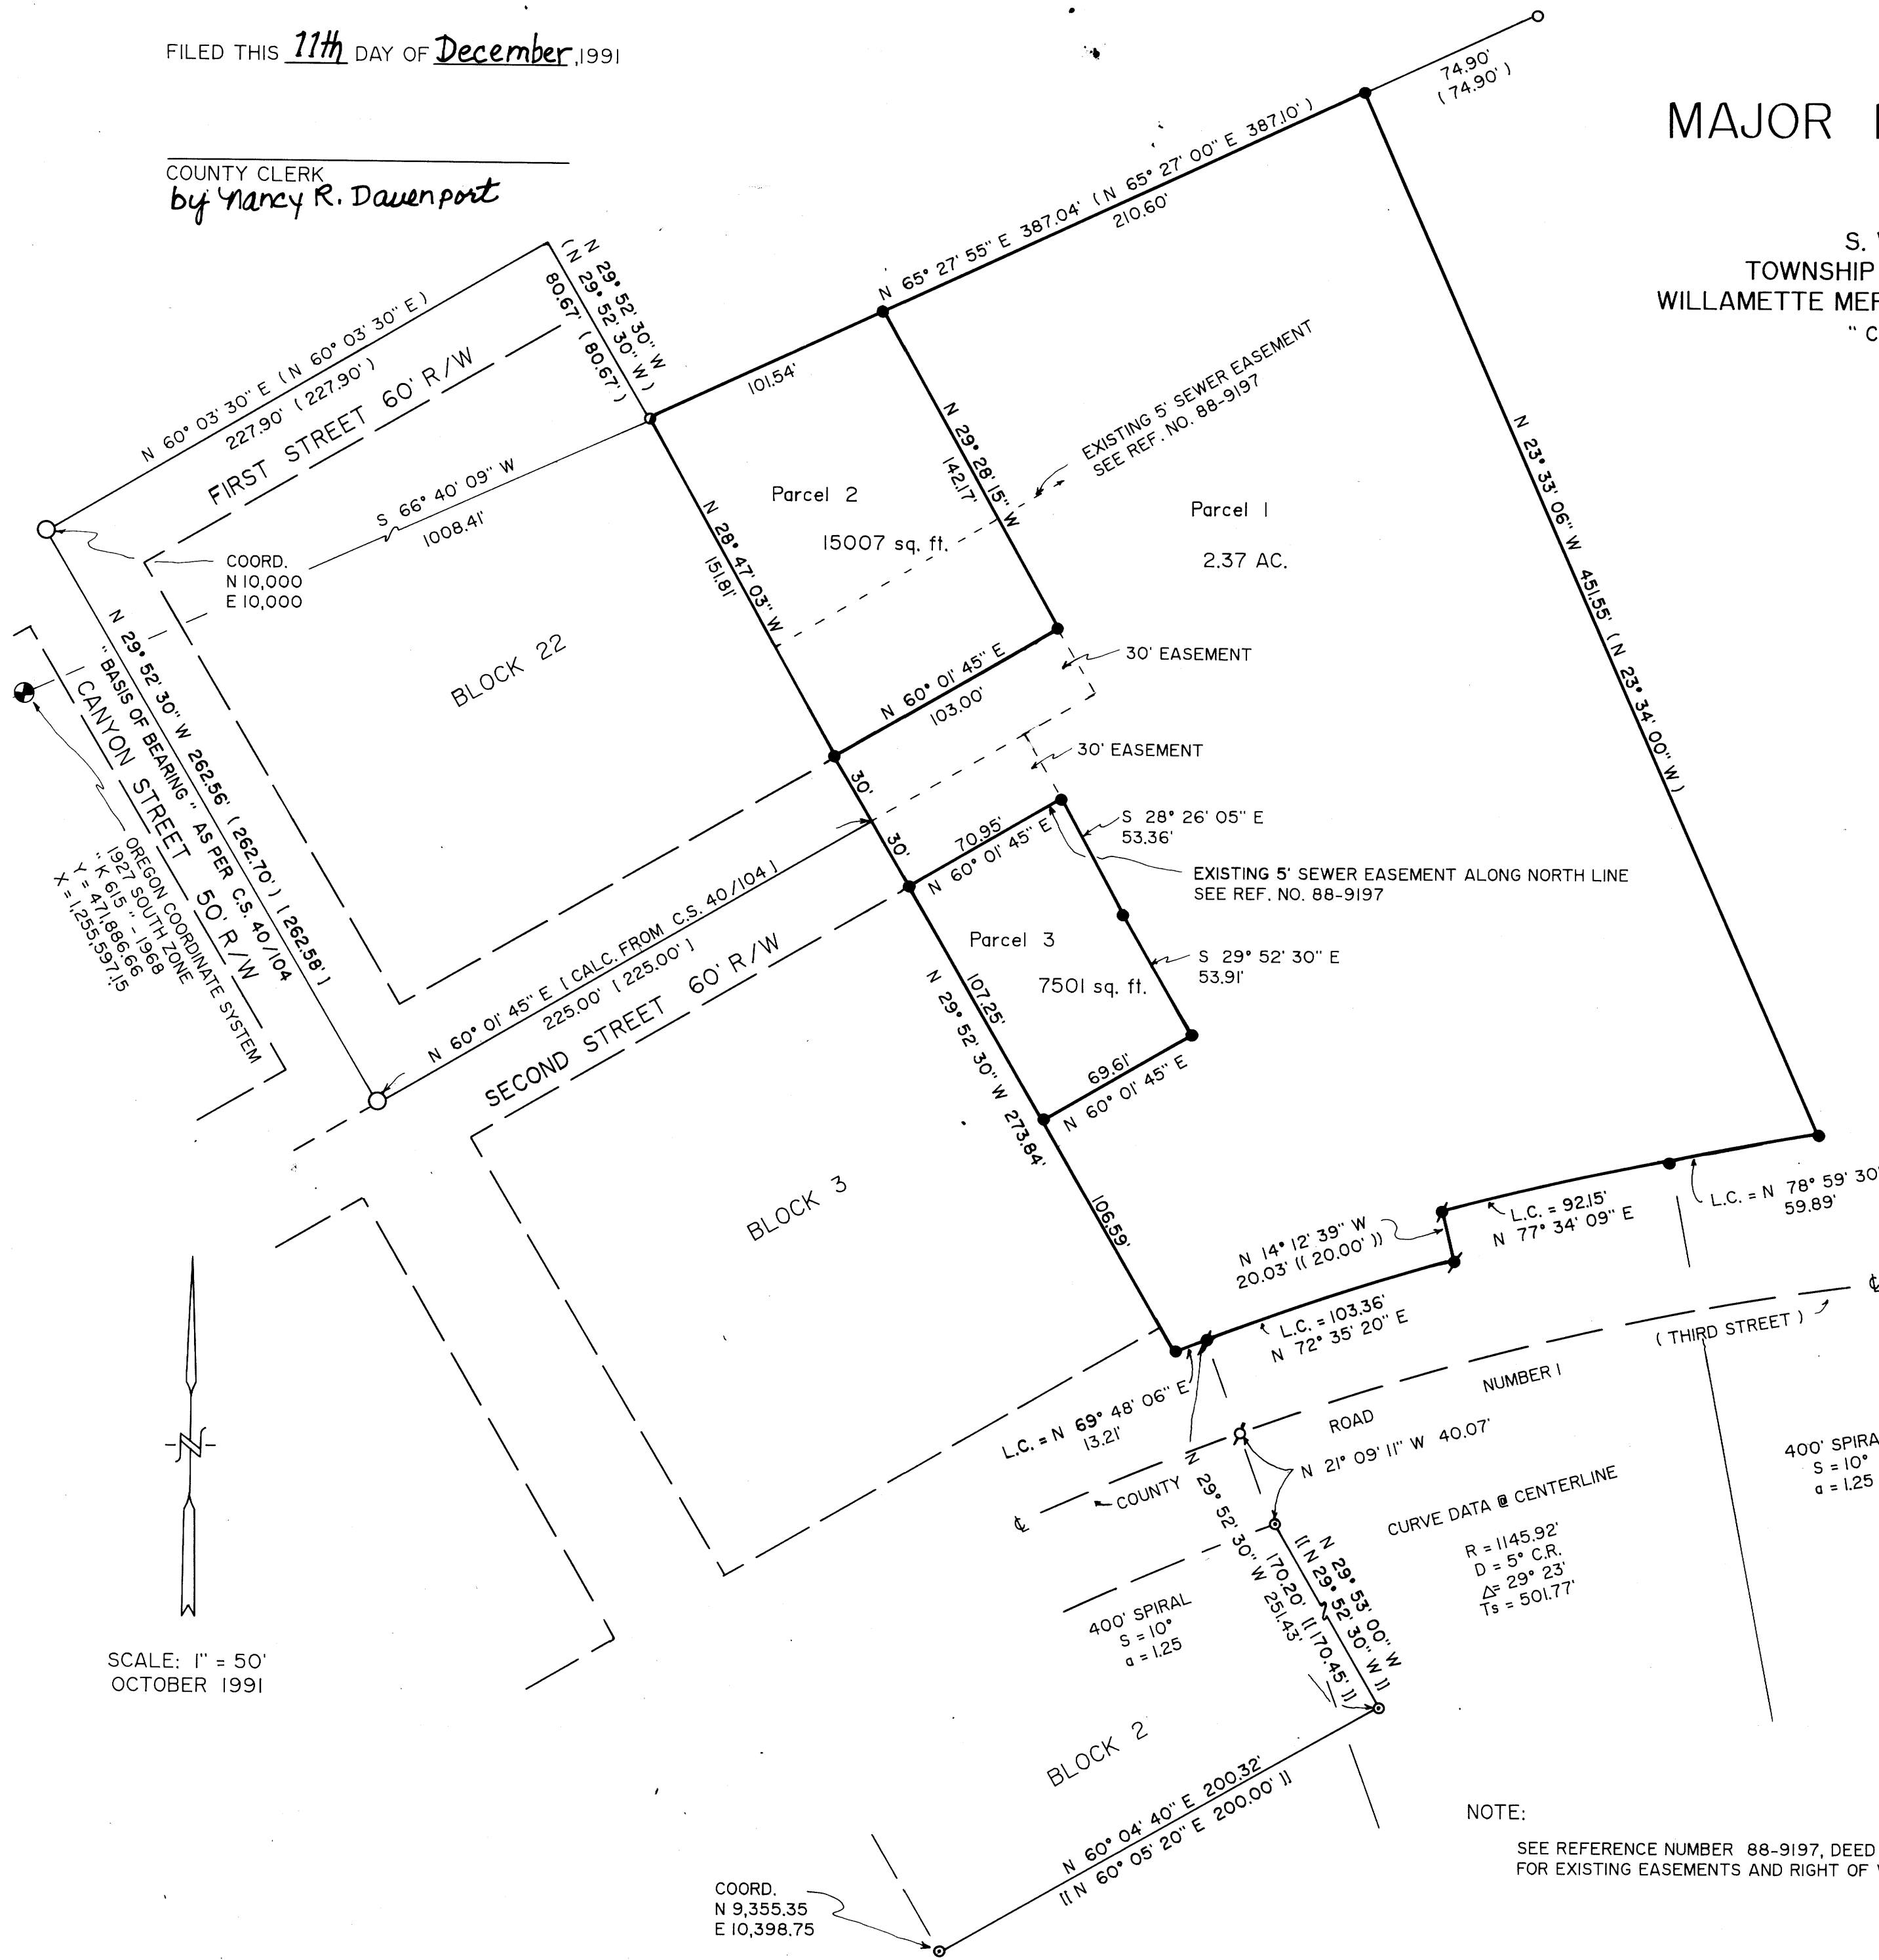 FILED THIS 11th DAY OF December, 1991
COUNTY CLERK
by Nancy R. Davenport
74.90'
( 74.90' )
MAJOR
S.
TOWNSHIP
WILLAMETTE MER
" C
N 65° 27' 55" E 387.04' ( N 65° 27' 00" E 387.10' )
210.60'
101.54'
N 29° 52' 30" W
( N 29° 52' 30" W )
80.67' ( 80.67' )
N 60° 03' 30" E ( N 60° 03' 30" E )
227.90' ( 227.90' )
FIRST STREET 60' R/W
S 66° 40' 09" W
1008.41'
COORD.
N 10,000
E 10,000
EXISTING 5' SEWER EASEMENT
SEE REF. NO. 88-9197
N 29° 28' 15" W
142.17'
Parcel 2
15007 sq. ft.
Parcel 1
2.37 AC.
N 28° 47' 03" W
151.81'
N 23° 33' 06" W 451.55' ( N 23° 34' 00" W )
BLOCK 22
N 60° 01' 45" E
103.00'
30' EASEMENT
30' EASEMENT
30'
30'
N 29° 52' 30" W 262.56' ( 262.70' ) [ 262.58' ]
" BASIS OF BEARING " AS PER C.S. 40/104
CANYON STREET 50' R/W
OREGON COORDINATE SYSTEM
1927 SOUTH ZONE
" K 615 " - 1968
Y = 471,886.66
X = 1,255,597.15
70.95'
N 60° 01' 45" E
S 28° 26' 05" E
53.36'
EXISTING 5' SEWER EASEMENT ALONG NORTH LINE
SEE REF. NO. 88-9197
Parcel 3
7501 sq. ft.
S 29° 52' 30" E
53.91'
N 60° 01' 45" E [ CALC. FROM C.S. 40/104 ]
225.00' [ 225.00' ]
SECOND STREET 60' R/W
107.25'
N 29° 52' 30" W 273.84'
69.61'
N 60° 01' 45" E
106.59'
BLOCK 3
N 14° 12' 39" W
20.03' (( 20.00' ))
L.C. = 92.15'
N 77° 34' 09" E
L.C. = N 78° 59' 30"
59.89'
L.C. = 103.36'
N 72° 35' 20" E
( THIRD STREET )
L.C. = N 69° 48' 06" E
13.21'
℄ COUNTY ROAD NUMBER 1 ℄
N 21° 09' 11" W 40.07'
N 29° 52' 30" W 251.43'
N 29° 53' 00" W
[[ N 29° 52' 30" W ]]
170.20' [[ 170.45' ]]
CURVE DATA @ CENTERLINE
R = 1145.92'
D = 5° C.R.
Δ= 29° 23'
Ts = 501.77'
400' SPIRA
S = 10°
a = 1.25
400' SPIRAL
S = 10°
a = 1.25
N
SCALE: 1" = 50'
OCTOBER 1991
BLOCK 2
N 60° 04' 40" E 200.32'
[[ N 60° 05' 20" E 200.00' ]]
COORD.
N 9,355.35
E 10,398.75
NOTE:
SEE REFERENCE NUMBER 88-9197, DEED
FOR EXISTING EASEMENTS AND RIGHT OF